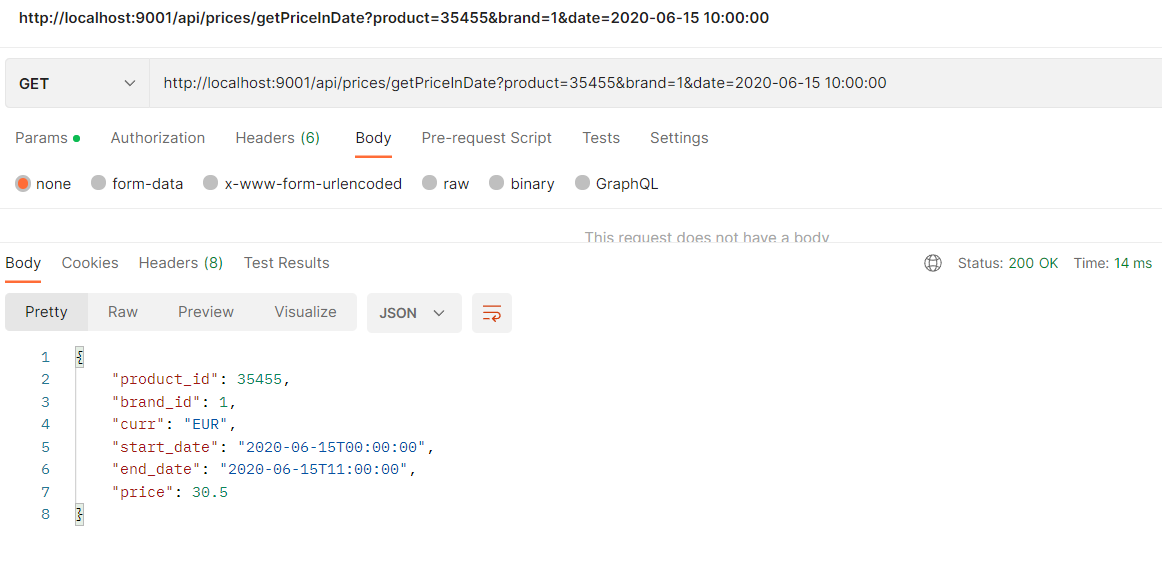 http://localhost:9001/api/prices/getPriceInDate?product=35455&brand=1&date=2020-06-15 10:00:00
GET http://localhost:9001/api/prices/getPriceInDate?product=35455&brand=1&date=2020-06-15 10:00:00
Params Authorization Headers (6) Body Pre-request Script Tests Settings
none form-data x-www-form-urlencoded raw binary GraphQL
This request does not have a body
Body Cookies Headers (8) Test Results Status: 200 OK Time: 14 ms
Pretty Raw Preview Visualize JSON
1 {
2 "product_id": 35455,
3 "brand_id": 1,
4 "curr": "EUR",
5 "start_date": "2020-06-15T00:00:00",
6 "end_date": "2020-06-15T11:00:00",
7 "price": 30.5
8 }